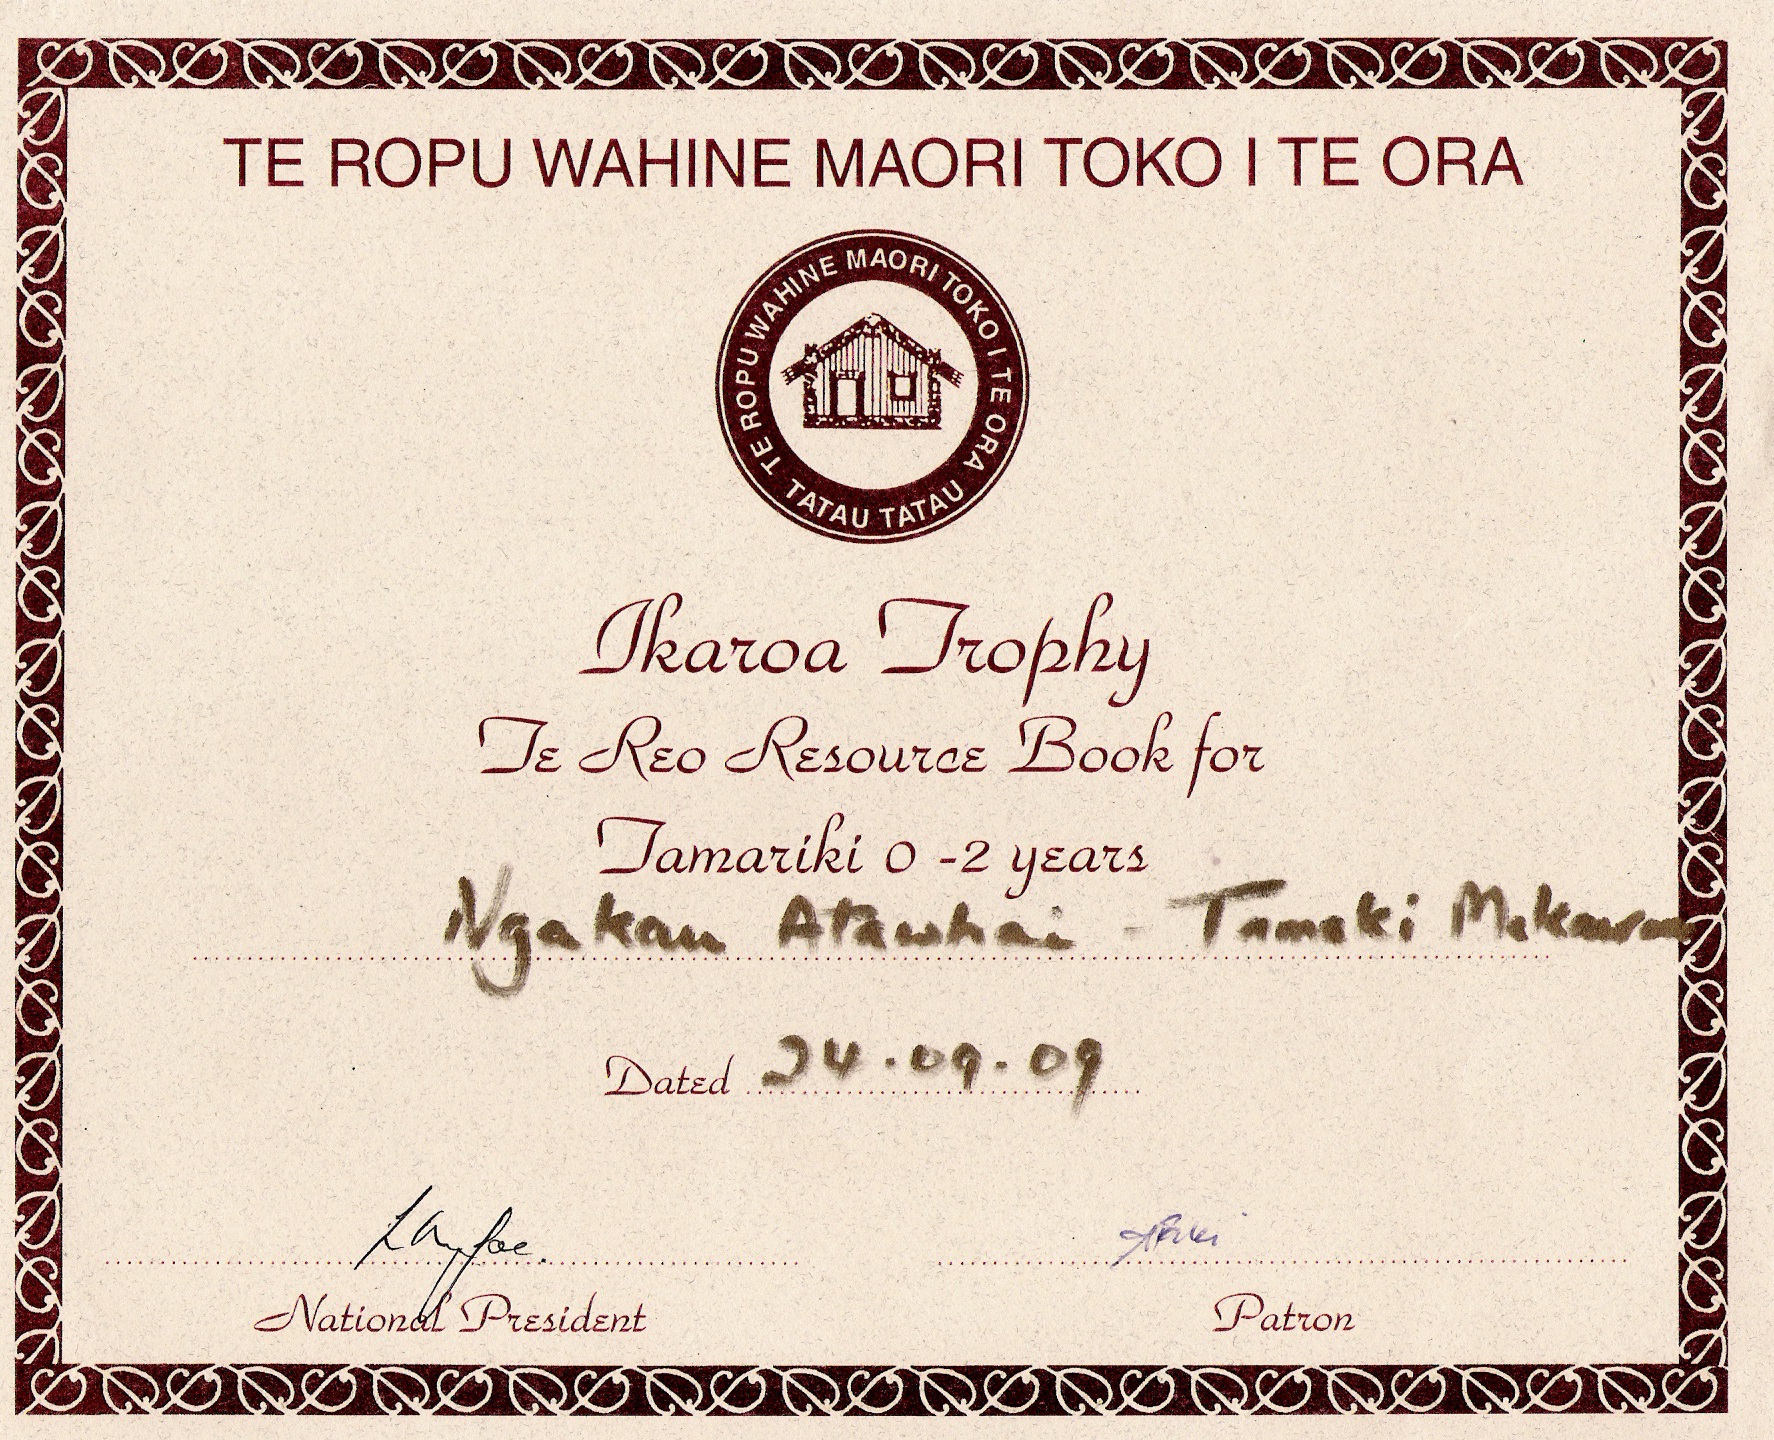 TE ROPU WAHINE MAORI TOKO I TE ORA
TE ROPU WAHINE MAORI TOKO I TE ORA
TATAU TATAU
Ikaroa Trophy
Te Reo Resource Book for
Tamariki 0 -2 years
Ngakau Atawhai - Tamaki Makaurau
Dated 24.09.09
National President
Patron